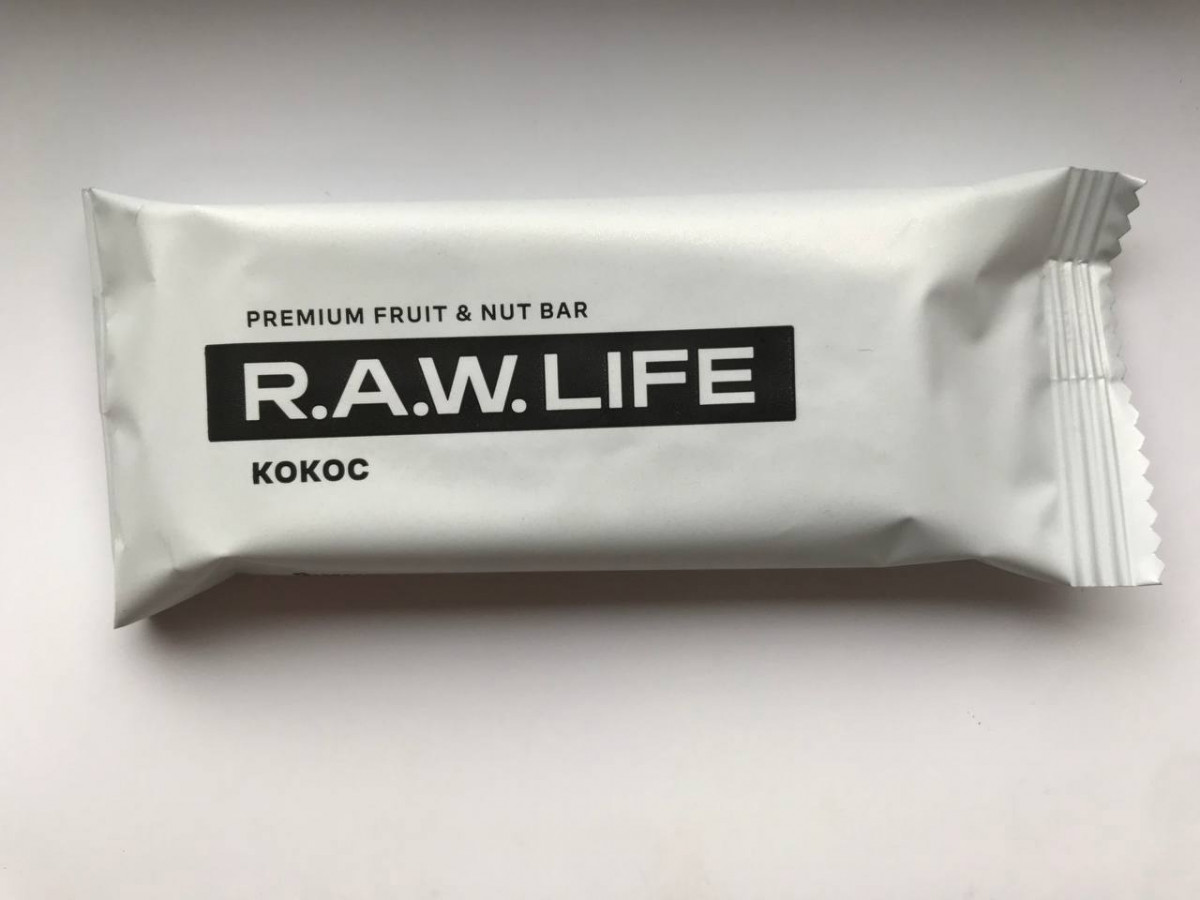 PREMIUM FRUIT & NUT BAR
R.A.W. LIFE
КОКОС